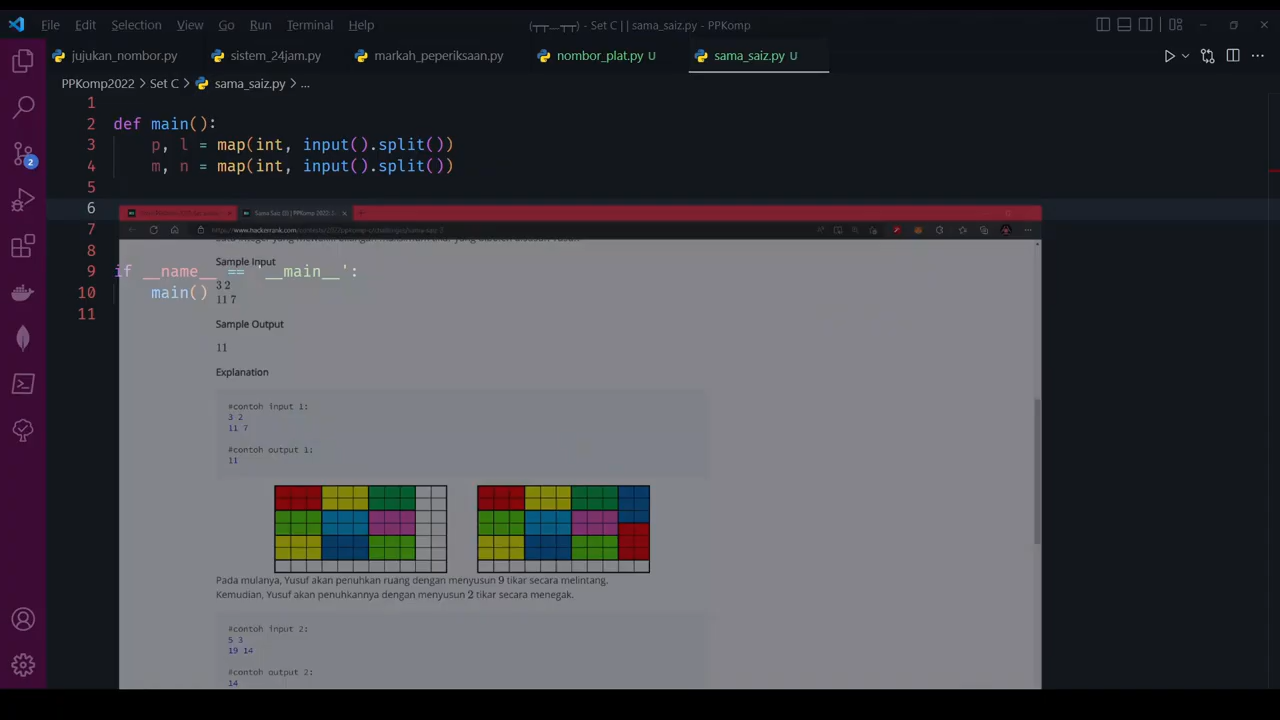 File Edit Selection View Go Run Terminal Help
(┬┬﹏┬┬) - Set C | | sama_saiz.py - PPKomp
jujukan_nombor.py sistem_24jam.py markah_peperiksaan.py nombor_plat.py U sama_saiz.py U
PPKomp2022 > Set C > sama_saiz.py > ...
1
2 def main():
3 p, l = map(int, input().split())
4 m, n = map(int, input().split())
5
6
7
8
9 if __name__ == '__main__':
10 main()
11
2
Sample Input
3 2
11 7
Sample Output
11
Explanation
#contoh input 1:
3 2
11 7
#contoh output 1:
11
Pada mulanya, Yusuf akan penuhkan ruang dengan menyusun 9 tikar secara melintang.
Kemudian, Yusuf akan penuhkannya dengan menyusun 2 tikar secara menegak.
#contoh input 2:
5 3
19 14
#contoh output 2:
14